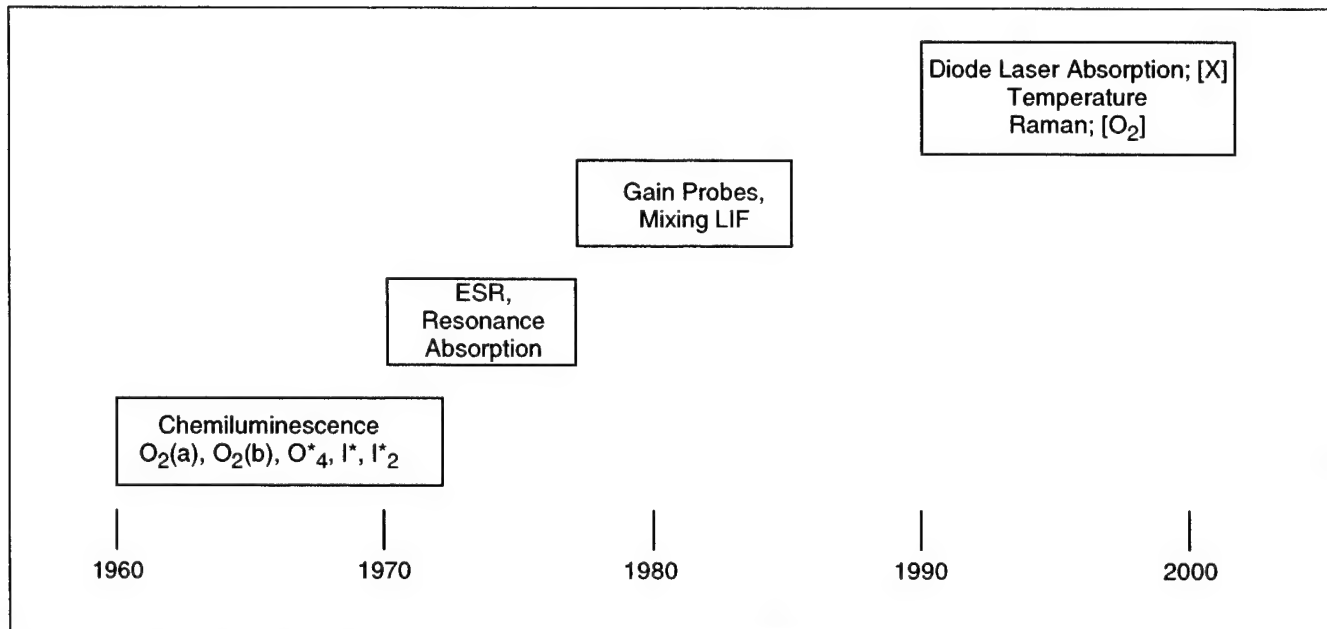 Diode Laser Absorption; [X]
Temperature
Raman; [O₂]
Gain Probes,
Mixing LIF
ESR,
Resonance
Absorption
Chemiluminescence
O₂(a), O₂(b), O*₄, I*, I*₂
1960 1970 1980 1990 2000